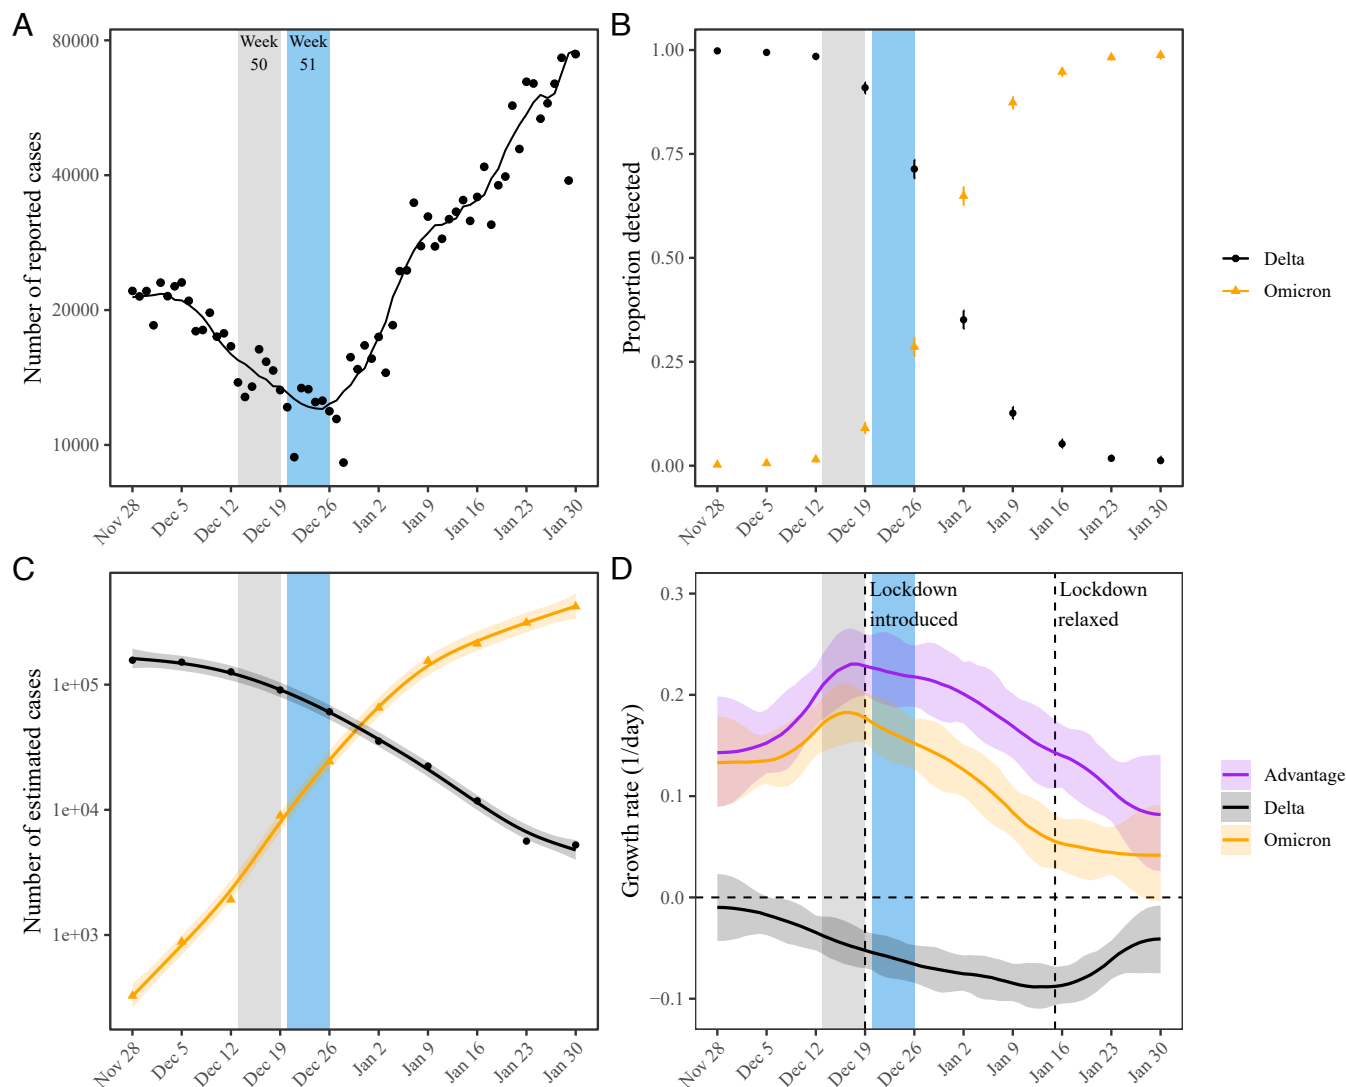 A
Number of reported cases
80000
40000
20000
10000
Week
50
Week
51
Nov 28
Dec 5
Dec 12
Dec 19
Dec 26
Jan 2
Jan 9
Jan 16
Jan 23
Jan 30
B
Proportion detected
1.00
0.75
0.50
0.25
0.00
Nov 28
Dec 5
Dec 12
Dec 19
Dec 26
Jan 2
Jan 9
Jan 16
Jan 23
Jan 30
Delta
Omicron
C
Number of estimated cases
1e+05
1e+04
1e+03
Nov 28
Dec 5
Dec 12
Dec 19
Dec 26
Jan 2
Jan 9
Jan 16
Jan 23
Jan 30
D
Growth rate (1/day)
0.3
0.2
0.1
0.0
−0.1
Lockdown
introduced
Lockdown
relaxed
Nov 28
Dec 5
Dec 12
Dec 19
Dec 26
Jan 2
Jan 9
Jan 16
Jan 23
Jan 30
Advantage
Delta
Omicron